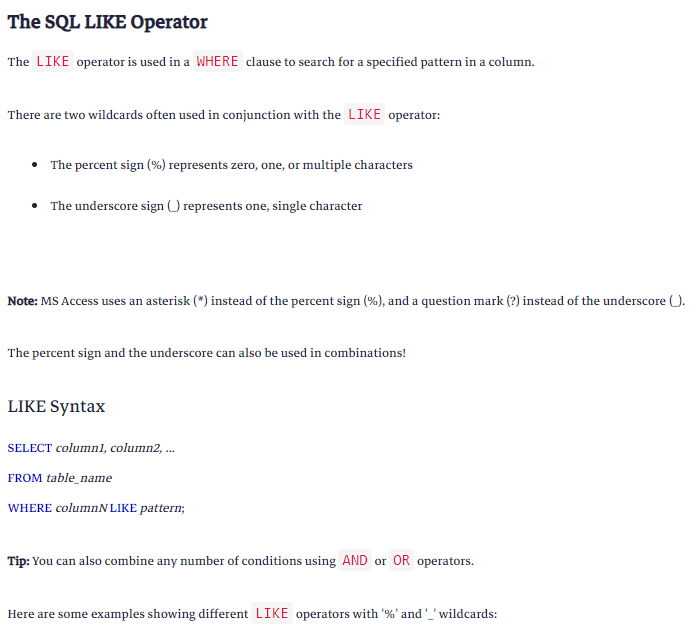 The SQL LIKE Operator
The LIKE operator is used in a WHERE clause to search for a specified pattern in a column.
There are two wildcards often used in conjunction with the LIKE operator:
• The percent sign (%) represents zero, one, or multiple characters
• The underscore sign (_) represents one, single character
Note: MS Access uses an asterisk (*) instead of the percent sign (%), and a question mark (?) instead of the underscore (_).
The percent sign and the underscore can also be used in combinations!
LIKE Syntax
SELECT column1, column2, ...
FROM table_name
WHERE columnN LIKE pattern;
Tip: You can also combine any number of conditions using AND or OR operators.
Here are some examples showing different LIKE operators with '%' and '_' wildcards: